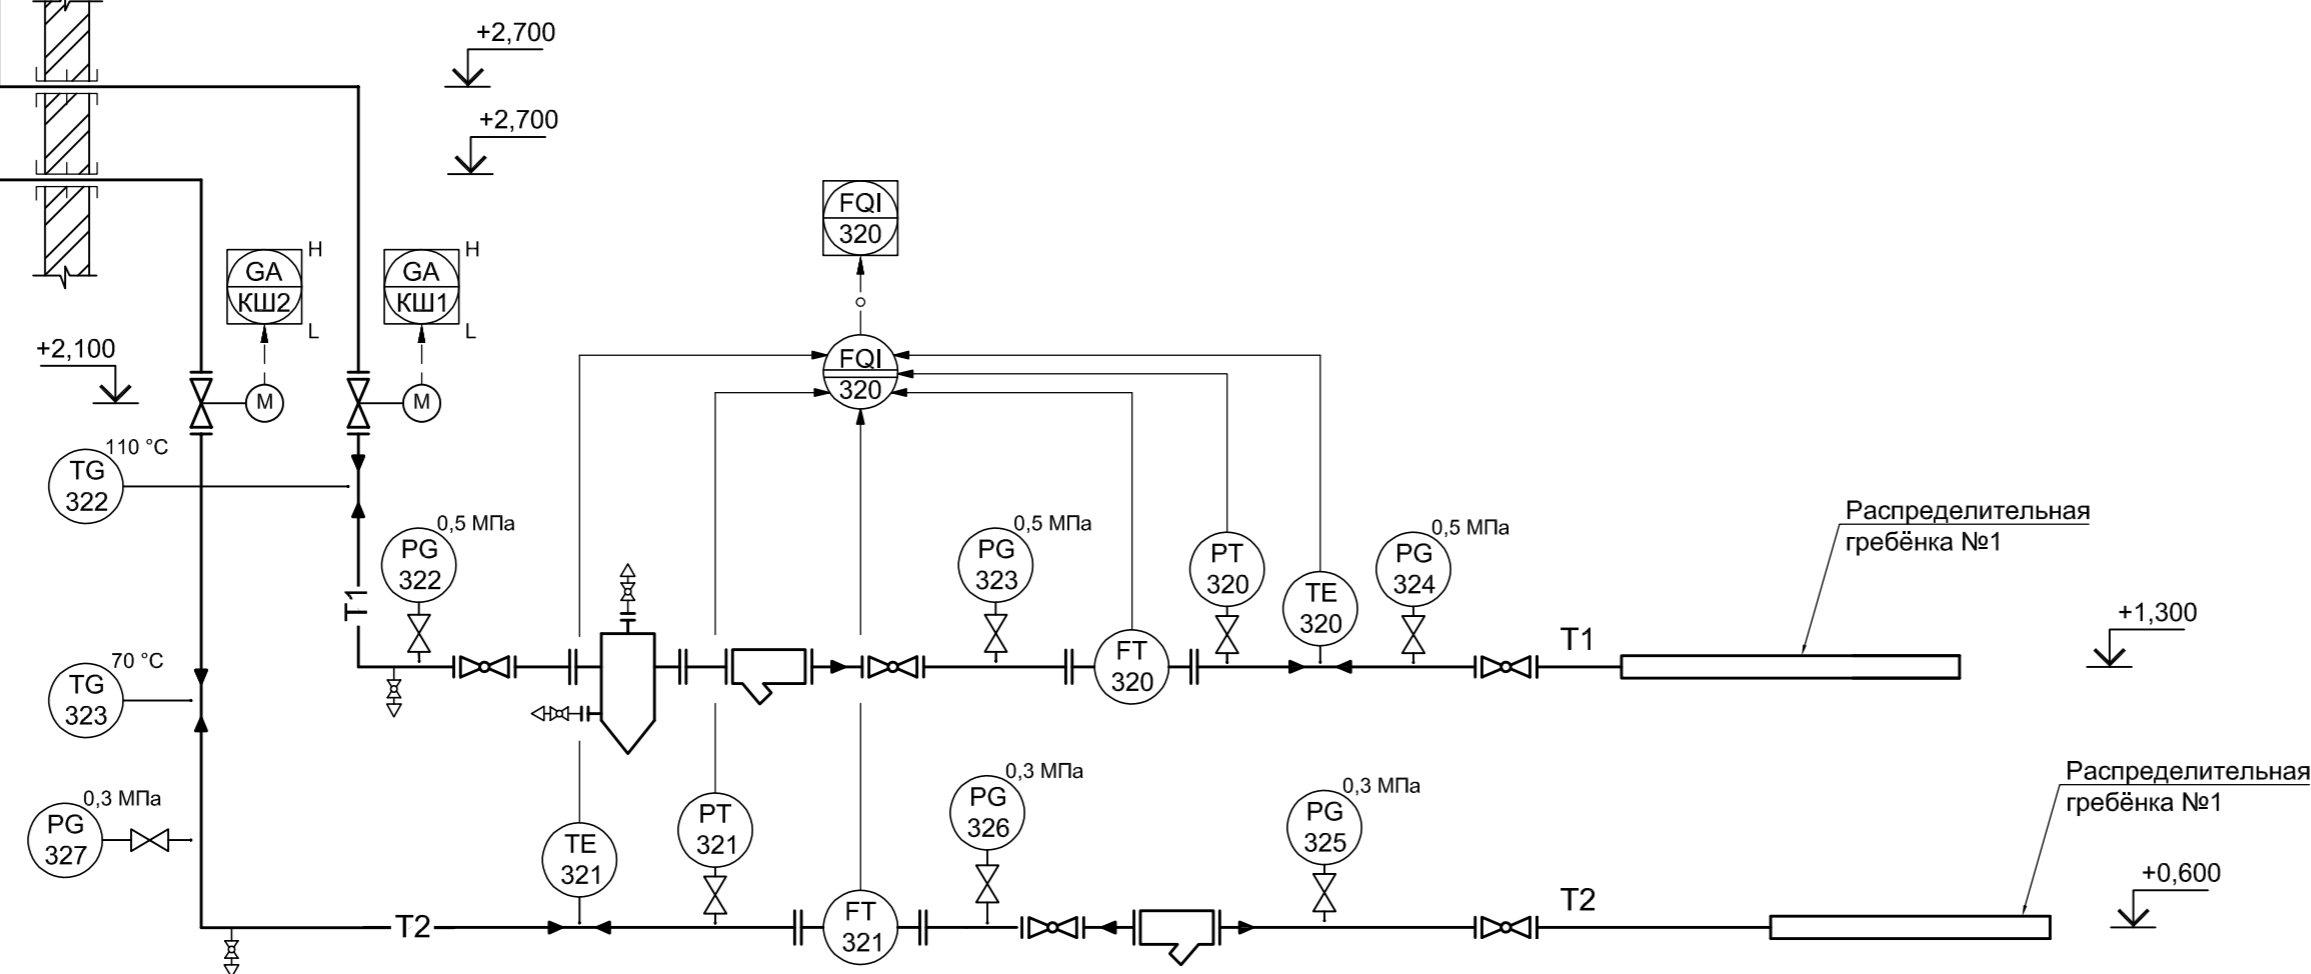 +2,700
+2,700
FQI
320
GA
КШ2
H
L
GA
КШ1
H
L
+2,100
FQI
320
M
M
110 °C
TG
322
0,5 МПа
PG
322
0,5 МПа
PG
323
PT
320
0,5 МПа
PG
324
Распределительная
гребёнка №1
TE
320
T1
+1,300
T1
FT
320
70 °C
TG
323
0,3 МПа
PG
327
TE
321
PT
321
0,3 МПа
PG
326
0,3 МПа
PG
325
Распределительная
гребёнка №1
+0,600
T2
T2
FT
321